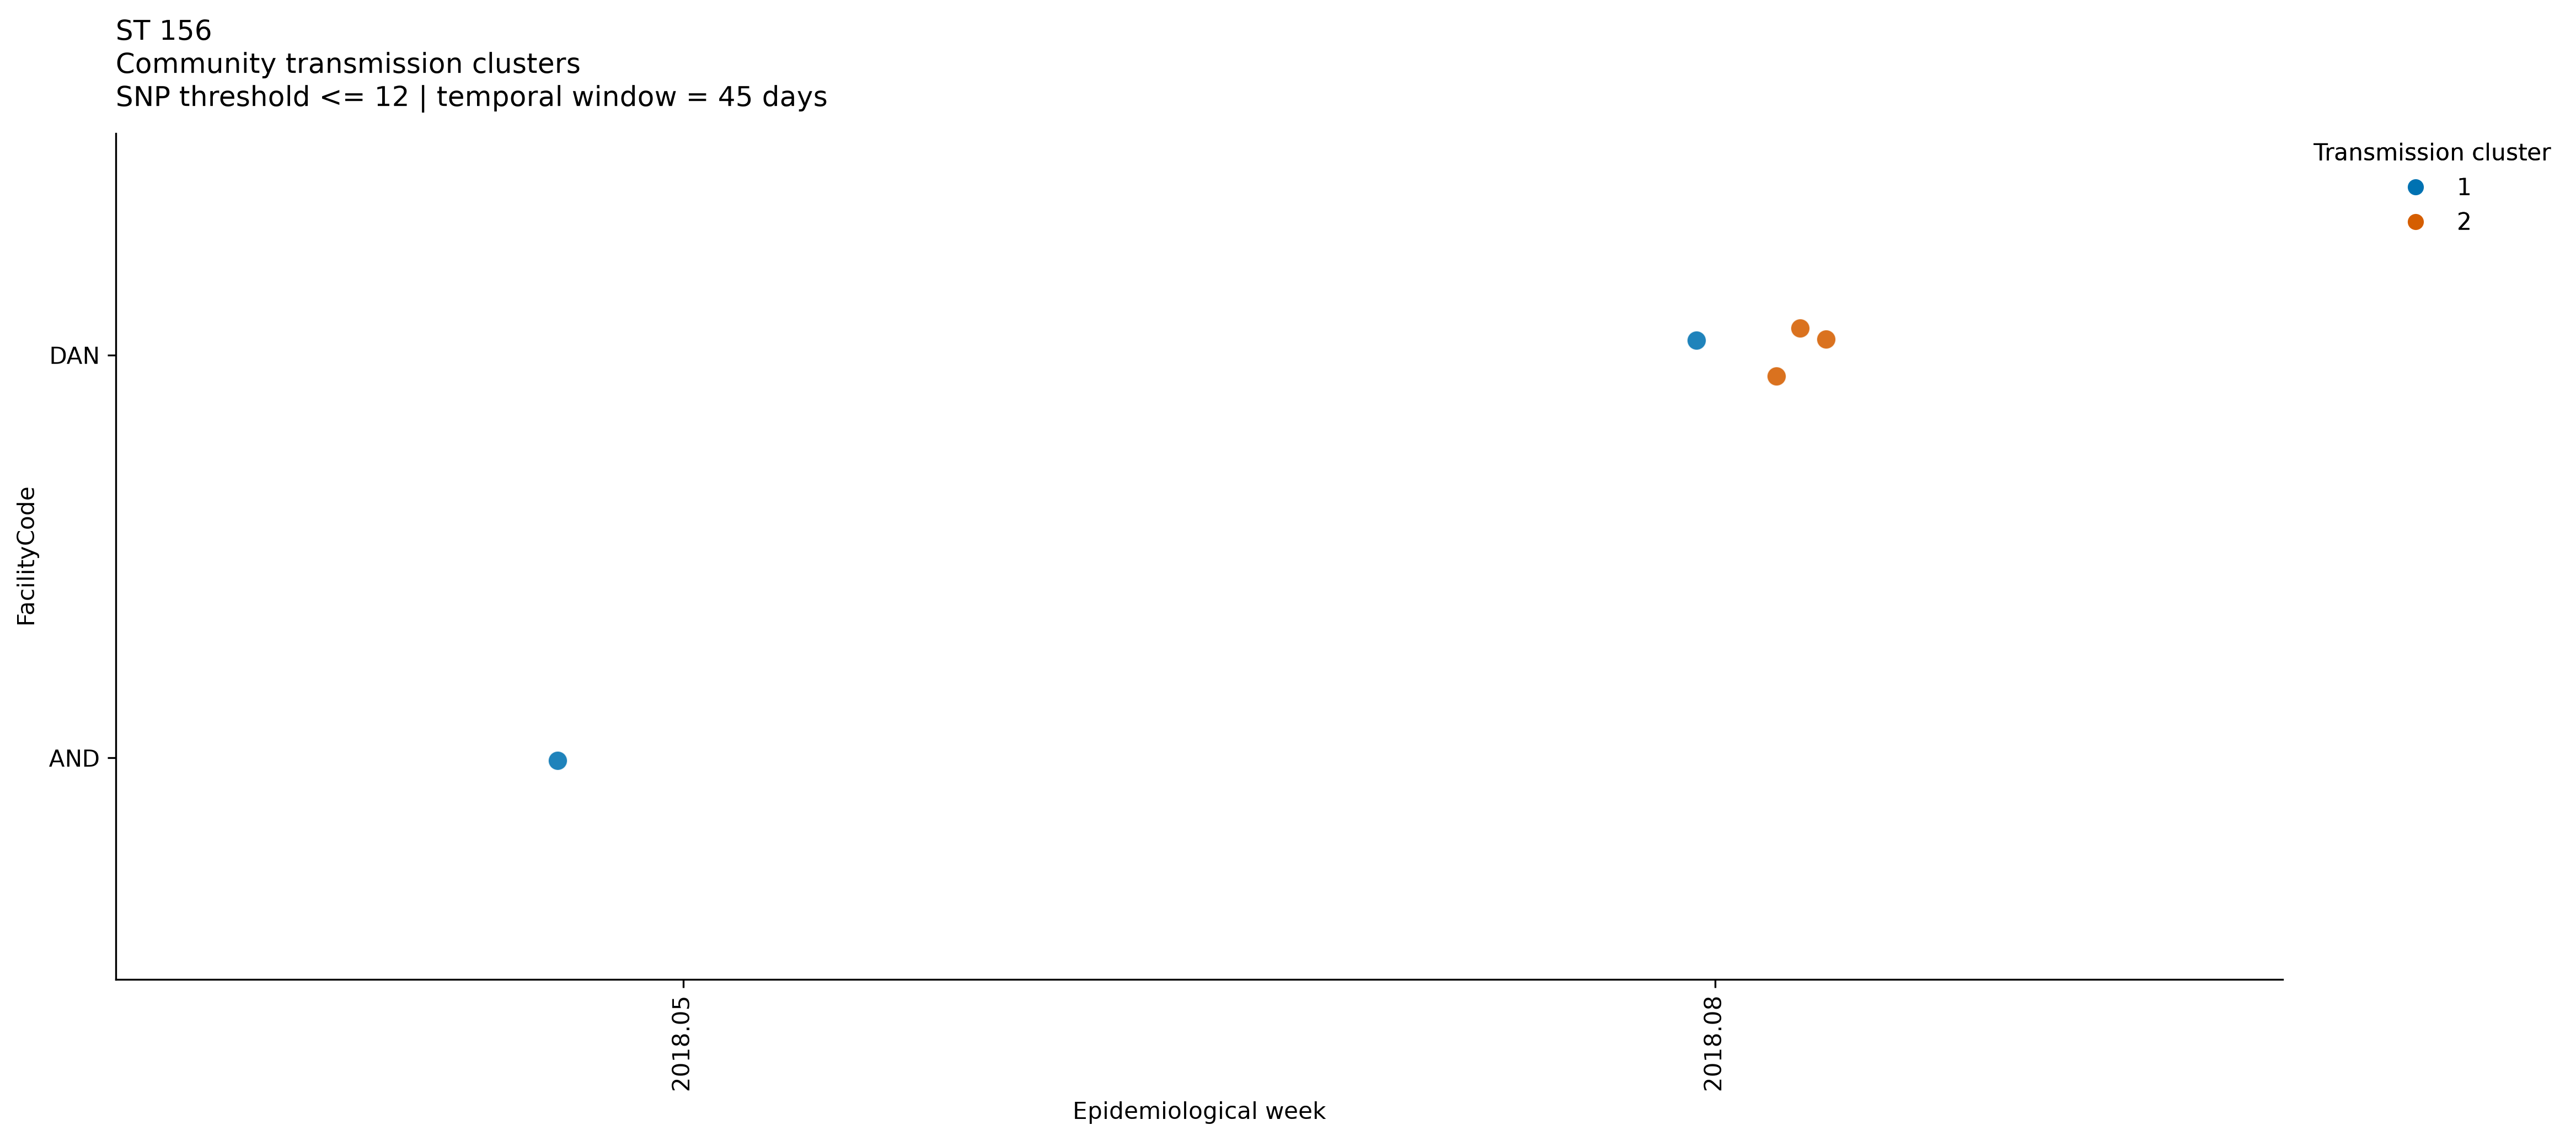 ST 156
Community transmission clusters
SNP threshold <= 12 | temporal window = 45 days
Transmission cluster
1
2
DAN
AND
FacilityCode
2018.05
2018.08
Epidemiological week